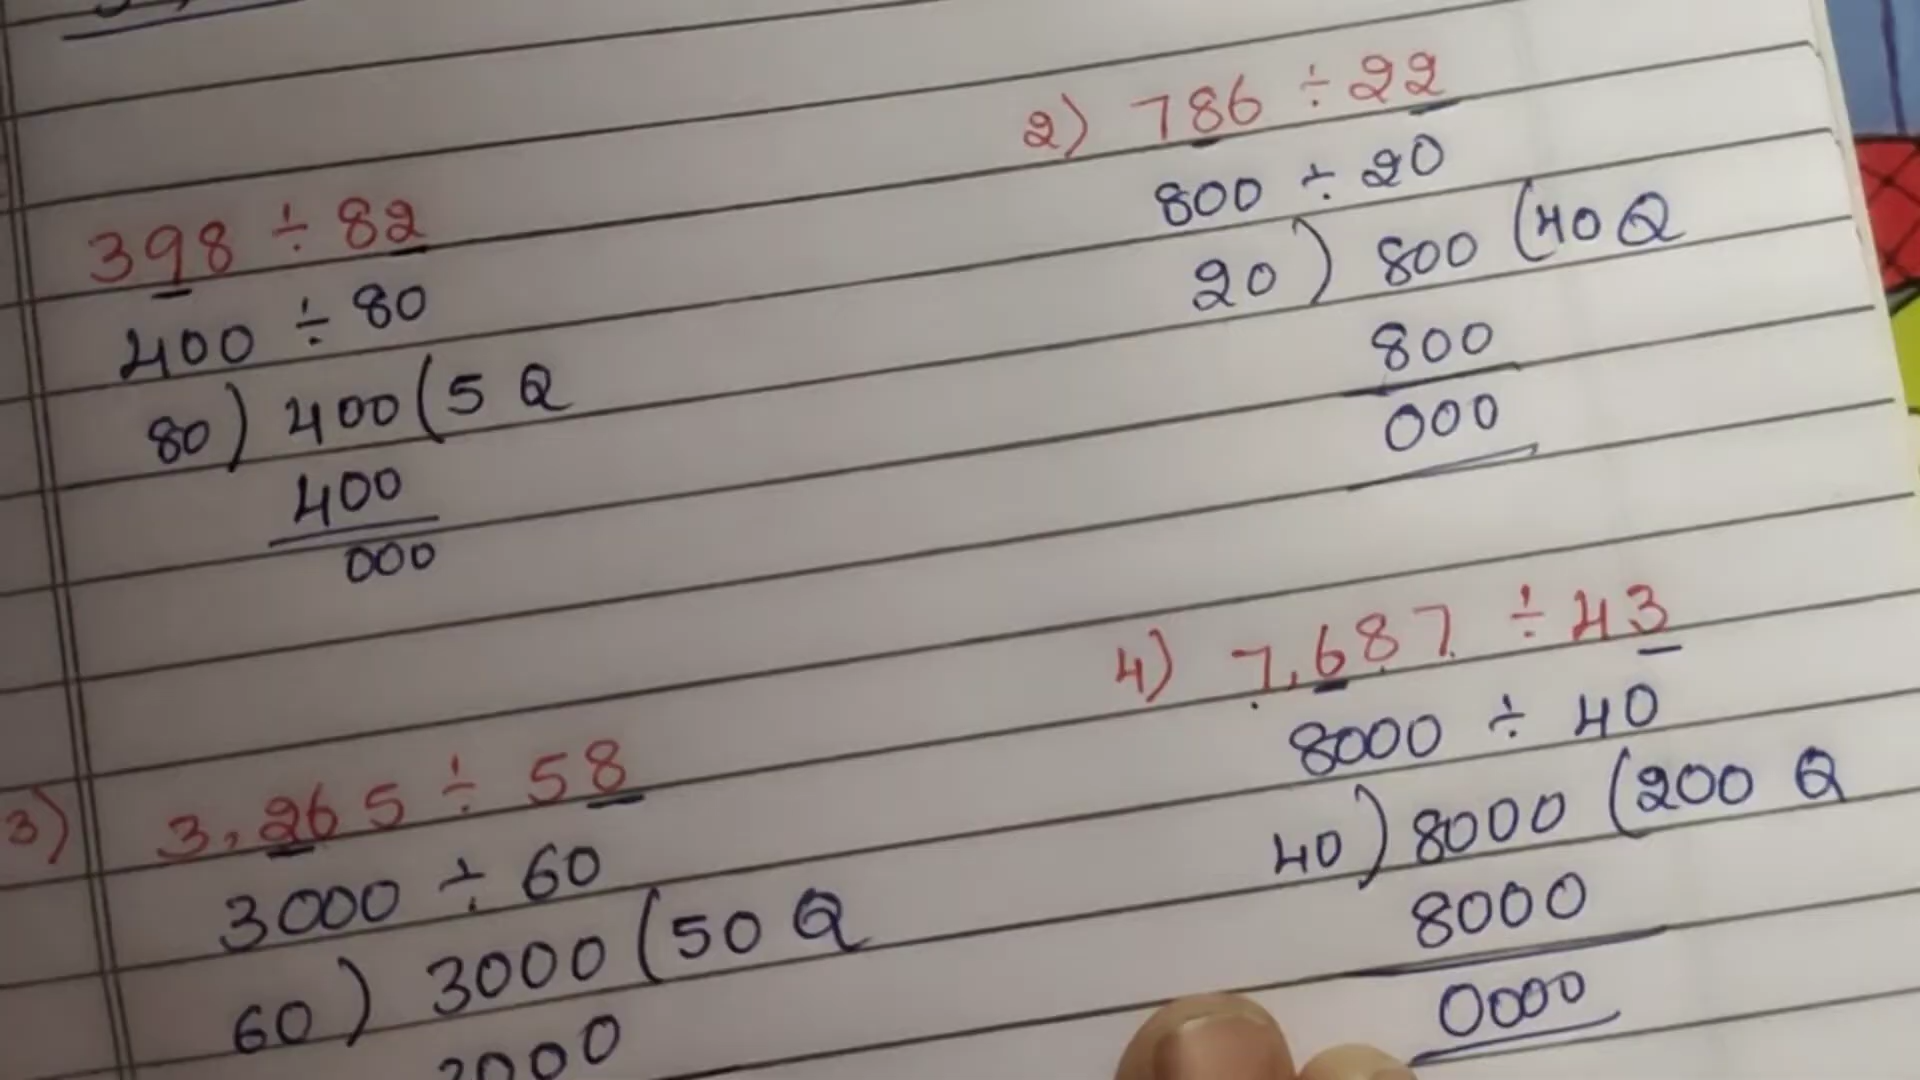 398 ÷ 82
400 ÷ 80
80 ) 400 ( 5 Q
400
000
2) 786 ÷ 22
800 ÷ 20
20 ) 800 ( 40 Q
800
000
3) 3,265 ÷ 58
3000 ÷ 60
60 ) 3000 ( 50 Q
3000
4) 7,687 ÷ 43
8000 ÷ 40
40 ) 8000 ( 200 Q
8000
0000